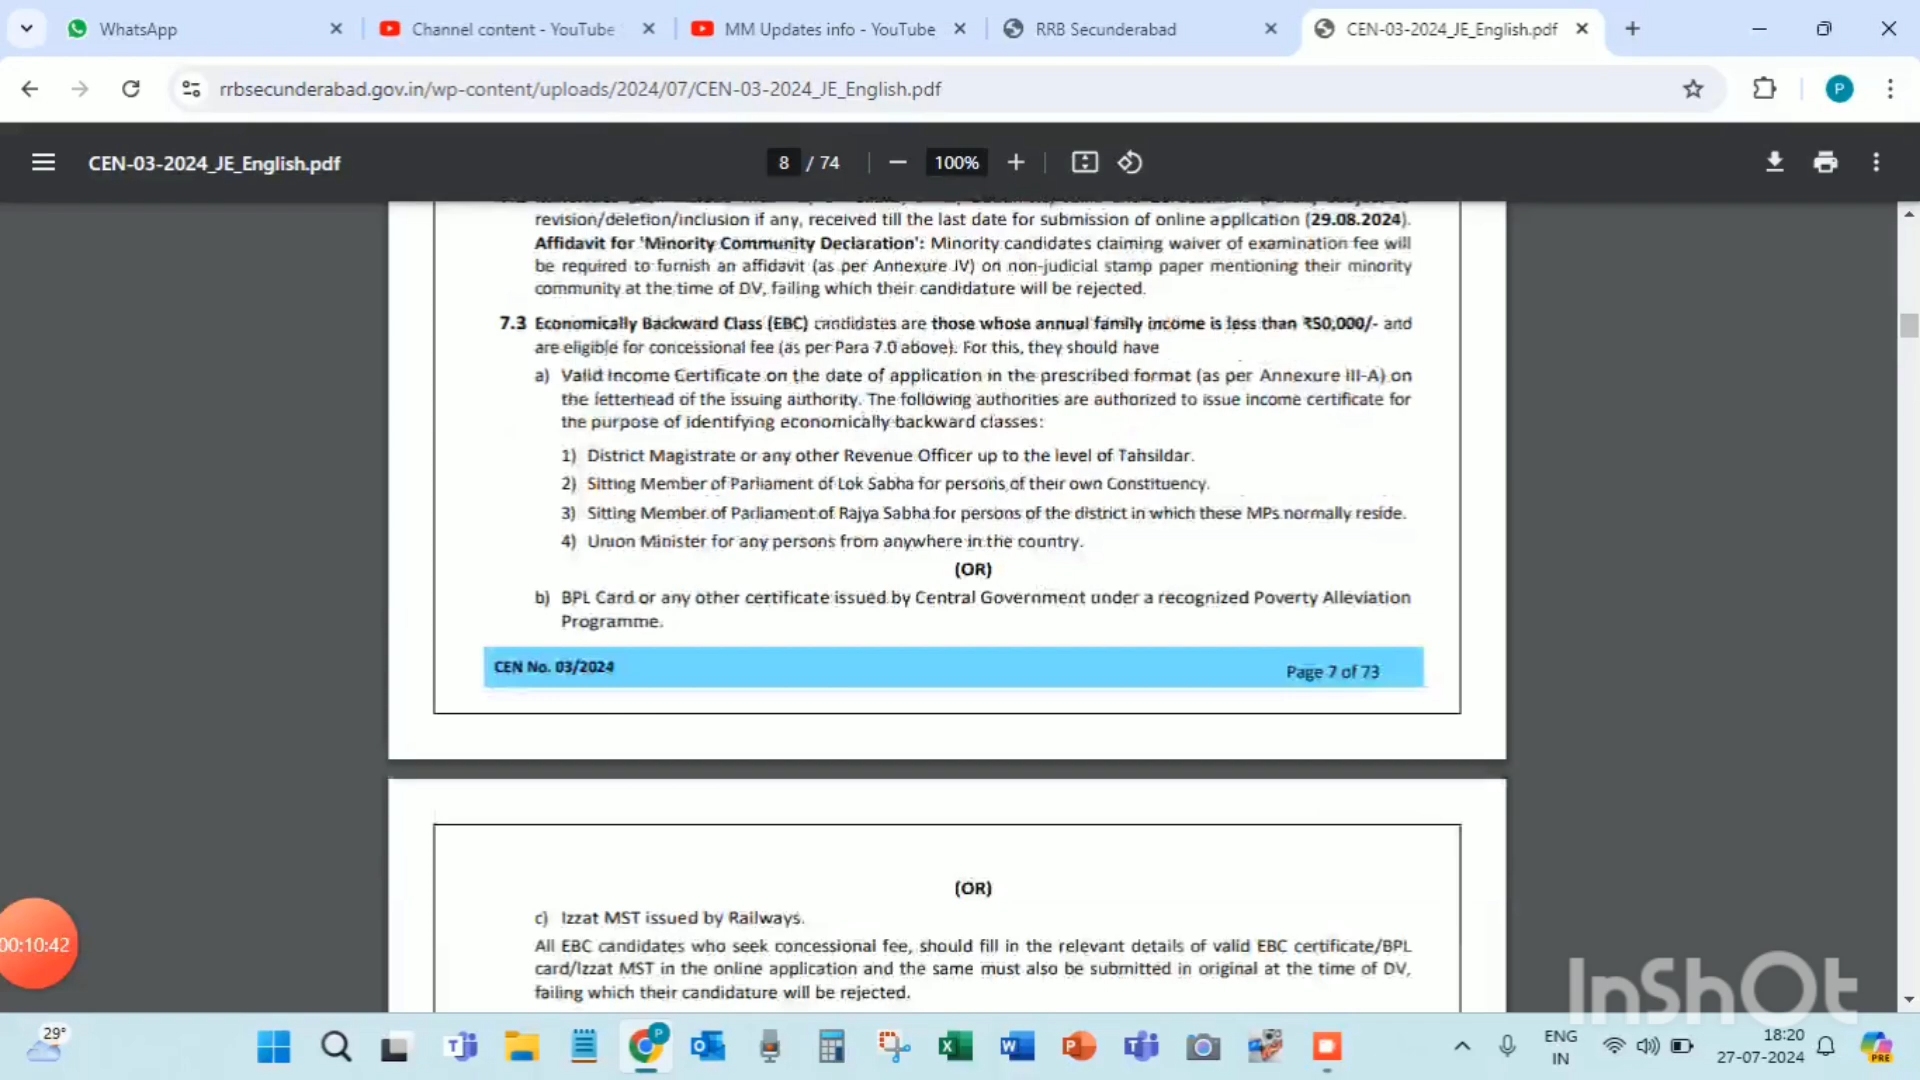 WhatsApp
Channel content - YouTube
MM Updates info - YouTube
RRB Secunderabad
CEN-03-2024_JE_English.pdf
rrbsecunderabad.gov.in/wp-content/uploads/2024/07/CEN-03-2024_JE_English.pdf
P
CEN-03-2024_JE_English.pdf
8 / 74
100%
revision/deletion/inclusion if any, received till the last date for submission of online application (29.08.2024).
Affidavit for 'Minority Community Declaration': Minority candidates claiming waiver of examination fee will
be required to furnish an affidavit (as per Annexure IV) on non-judicial stamp paper mentioning their minority
community at the time of DV, failing which their candidature will be rejected.
7.3 Economically Backward Class (EBC) candidates are those whose annual family income is less than ₹50,000/- and
are eligible for concessional fee (as per Para 7.0 above). For this, they should have
a) Valid Income Certificate on the date of application in the prescribed format (as per Annexure III-A) on
the letterhead of the issuing authority. The following authorities are authorized to issue income certificate for
the purpose of identifying economically backward classes:
1) District Magistrate or any other Revenue Officer up to the level of Tahsildar.
2) Sitting Member of Parliament of Lok Sabha for persons of their own Constituency.
3) Sitting Member of Parliament of Rajya Sabha for persons of the district in which these MPs normally reside.
4) Union Minister for any persons from anywhere in the country.
(OR)
b) BPL Card or any other certificate issued by Central Government under a recognized Poverty Alleviation
Programme.
CEN No. 03/2024
Page 7 of 73
(OR)
c) Izzat MST issued by Railways.
All EBC candidates who seek concessional fee, should fill in the relevant details of valid EBC certificate/BPL
card/Izzat MST in the online application and the same must also be submitted in original at the time of DV,
failing which their candidature will be rejected.
00:10:42
InShOt
29°
ENG
IN
18:20
27-07-2024
PRE